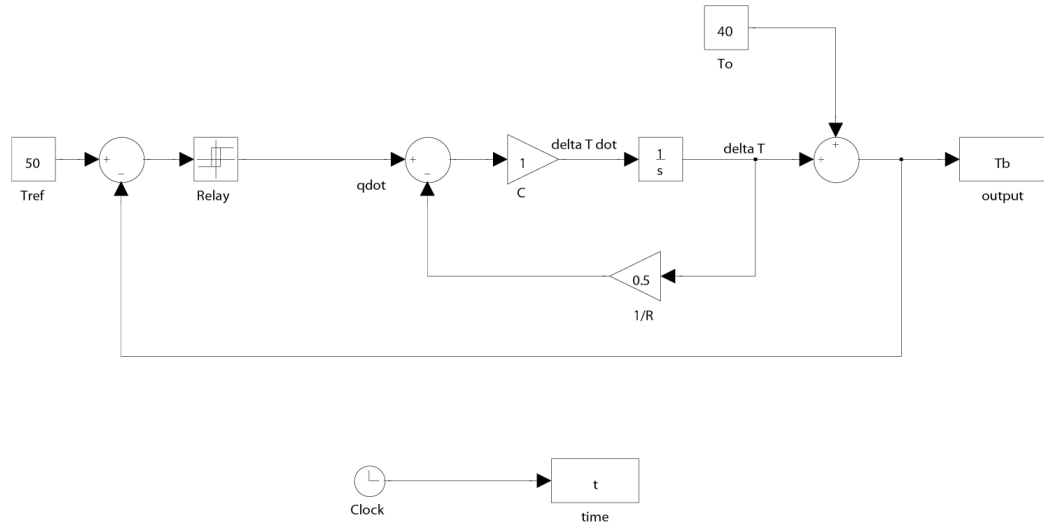 40
To
50
+
−
Tref
Relay
qdot
+
−
1
C
delta T dot
1
s
delta T
+
+
Tb
output
0.5
1/R
Clock
t
time